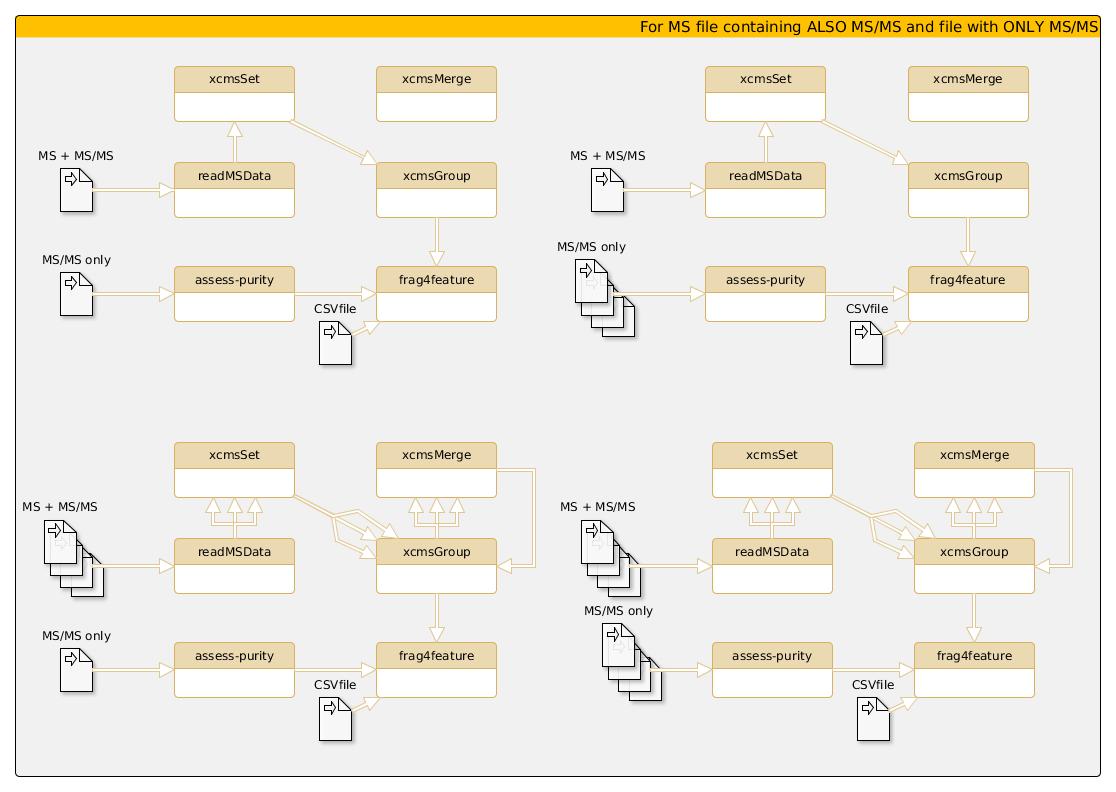 For MS file containing ALSO MS/MS and file with ONLY MS/MS
xcmsSet
xcmsMerge
MS + MS/MS
readMSData
xcmsGroup
MS/MS only
assess-purity
frag4feature
CSVfile
xcmsSet
xcmsMerge
MS + MS/MS
readMSData
xcmsGroup
MS/MS only
assess-purity
frag4feature
CSVfile
xcmsSet
xcmsMerge
MS + MS/MS
readMSData
xcmsGroup
MS/MS only
assess-purity
frag4feature
CSVfile
xcmsSet
xcmsMerge
MS + MS/MS
readMSData
xcmsGroup
MS/MS only
assess-purity
frag4feature
CSVfile